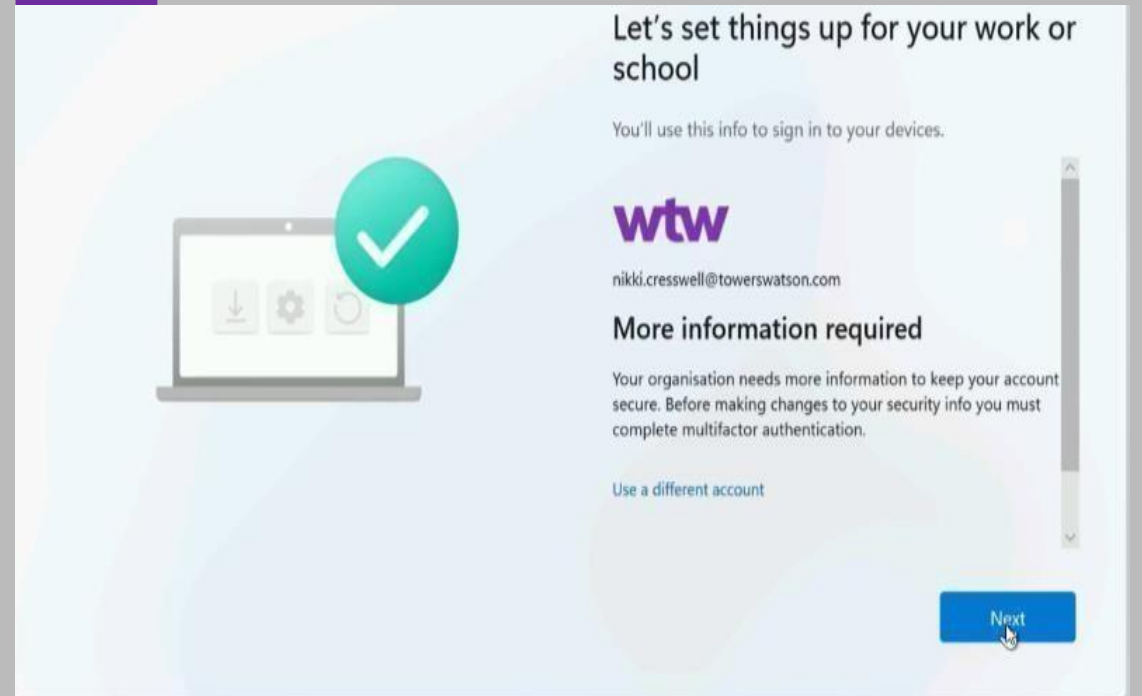 Let's set things up for your work or
school
You'll use this info to sign in to your devices.
wtw
nikki.cresswell@towerswatson.com
More information required
Your organisation needs more information to keep your account
secure. Before making changes to your security info you must
complete multifactor authentication.
Use a different account
Next